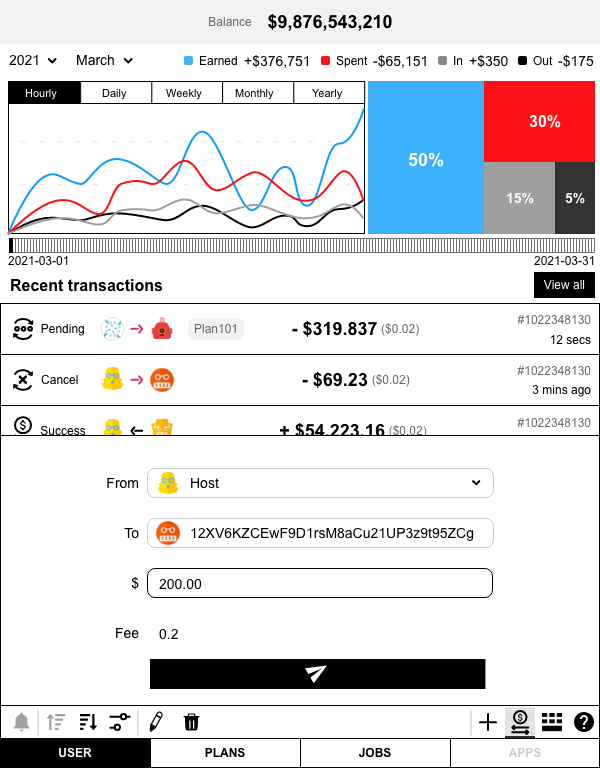 Balance $9,876,543,210
2021 March Earned +$376,751 Spent -$65,151 In +$350 Out -$175
Hourly Daily Weekly Monthly Yearly
50%
30%
15%
5%
2021-03-01 2021-03-31
Recent transactions View all
Pending Plan101 - $319.837 ($0.02) #1022348130
12 secs
Cancel - $69.23 ($0.02) #1022348130
3 mins ago
Success + $54,223.16 ($0.02) #1022348130
From Host
To 12XV6KZCEwF9D1rsM8aCu21UP3z9t95ZCg
$ 200.00
Fee 0.2
USER PLANS JOBS APPS